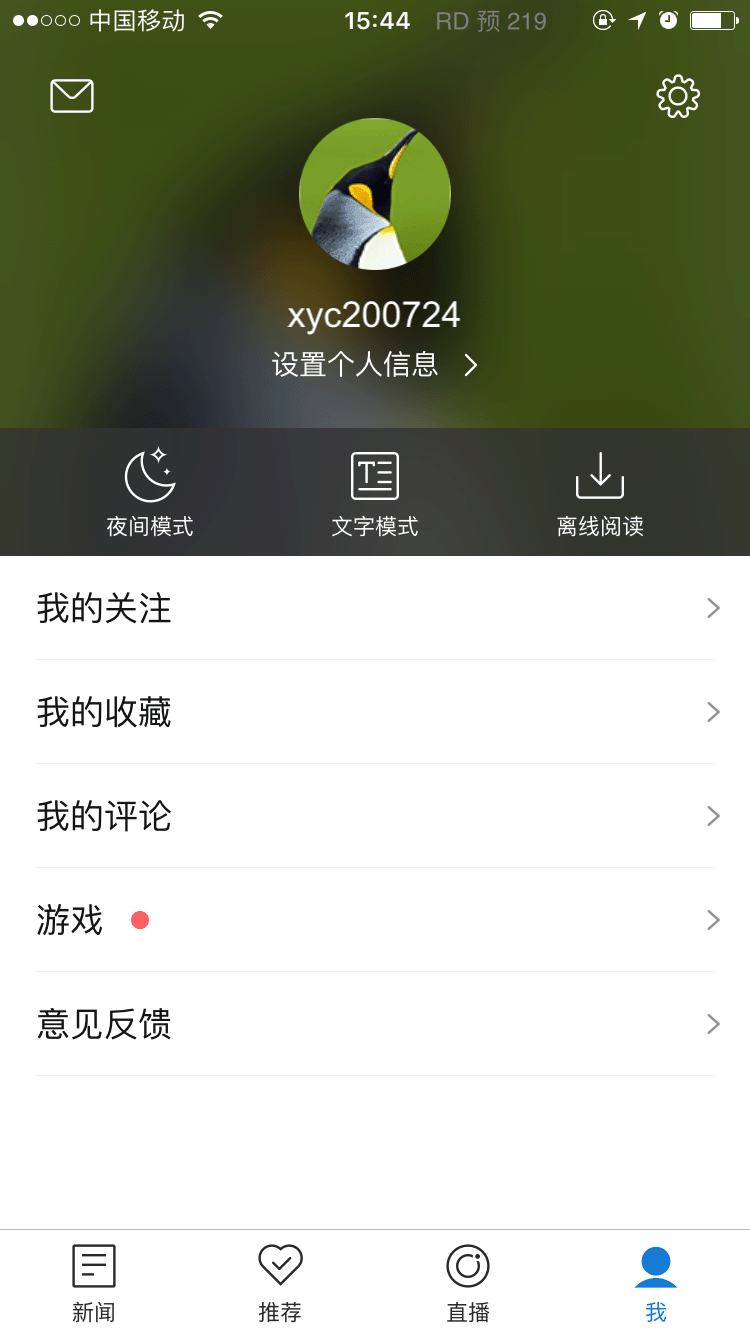 中国移动 15:44 RD 预 219
xyc200724
设置个人信息
夜间模式 文字模式 离线阅读
我的关注
我的收藏
我的评论
游戏
意见反馈
新闻 推荐 直播 我